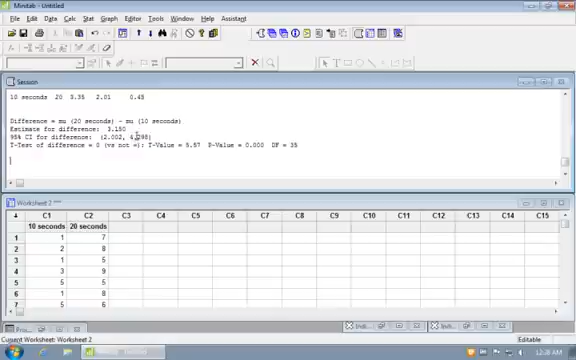 Minitab - Untitled
File Edit Data Calc Stat Graph Editor Tools Window Help Assistant
Session
10 seconds 20 3.35 2.01 0.45
Difference = mu (20 seconds) - mu (10 seconds)
Estimate for difference: 3.150
95% CI for difference: (2.002, 4.298)
T-Test of difference = 0 (vs not =): T-Value = 5.57 P-Value = 0.000 DF = 35
Worksheet 2 ***
C1 C2 C3 C4 C5 C6 C7 C8 C9 C10 C11 C12 C13 C14 C15
10 seconds 20 seconds
1 1 7
2 2 8
3 1 5
4 3 9
5 5 5
6 1 8
7 5 6
Current Worksheet: Worksheet 2 Editable
Minitab - Untitled
12:28 AM